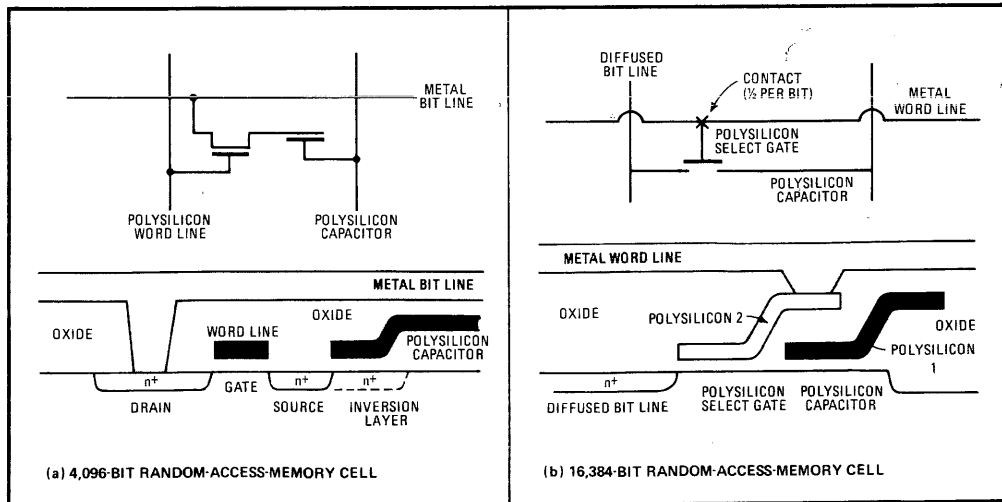 METAL
BIT LINE
POLYSILICON
WORD LINE
POLYSILICON
CAPACITOR
METAL BIT LINE
OXIDE
WORD LINE
OXIDE
POLYSILICON
CAPACITOR
n+
GATE
n+
n+
DRAIN
SOURCE
INVERSION
LAYER
(a) 4,096-BIT RANDOM-ACCESS-MEMORY CELL
DIFFUSED
BIT LINE
CONTACT
(½ PER BIT)
METAL
WORD LINE
POLYSILICON
SELECT GATE
POLYSILICON
CAPACITOR
METAL WORD LINE
OXIDE
POLYSILICON 2
OXIDE
POLYSILICON
1
n+
DIFFUSED BIT LINE
POLYSILICON
SELECT GATE
POLYSILICON
CAPACITOR
(b) 16,384-BIT RANDOM-ACCESS-MEMORY CELL